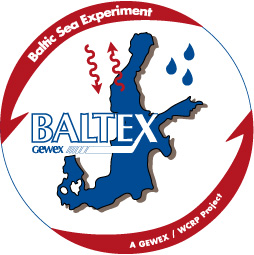 Baltic Sea Experiment
BALTEX
GEWEX
A GEWEX / WCRP Project